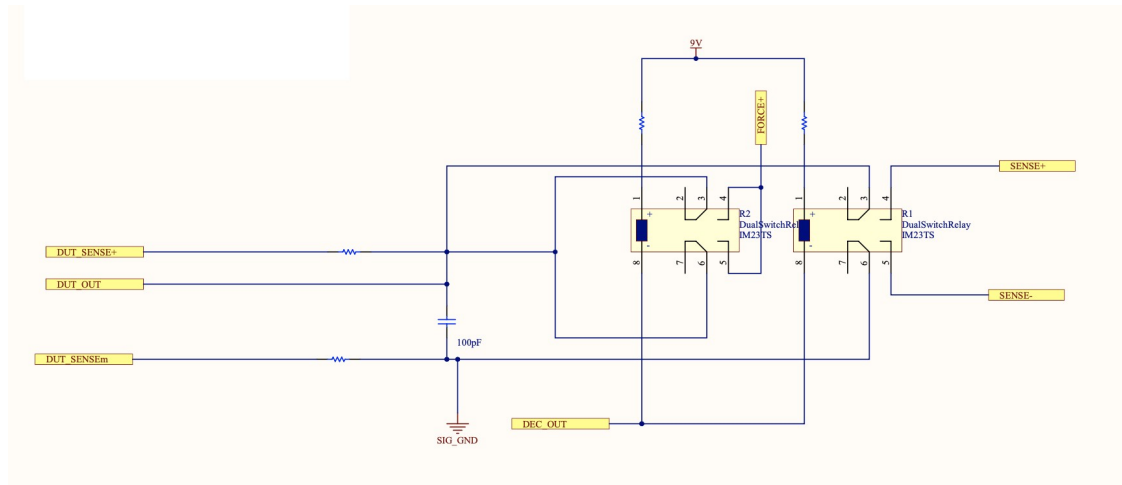 9V
FORCE+
SENSE+
1
2
3
4
+
-
8
7
6
5
R2
DualSwitchRel
IM23TS
1
2
3
4
+
-
8
7
6
5
R1
DualSwitchRelay
IM23TS
DUT_SENSE+
DUT_OUT
SENSE-
100pF
DUT_SENSEm
DEC_OUT
SIG_GND